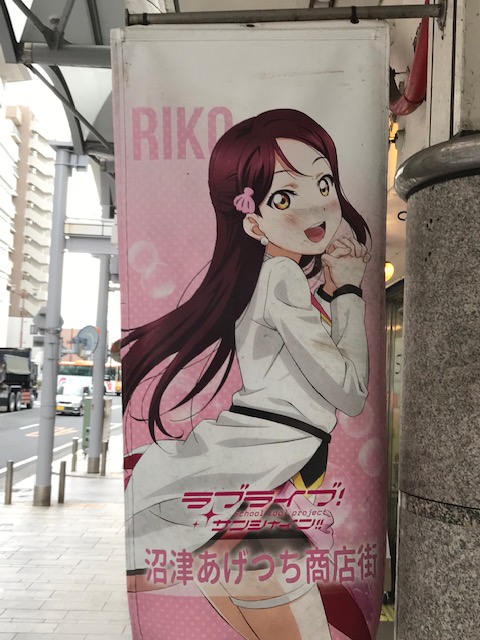 RIKO
ラブライブ!
school idol project
サンシャイン!!
沼津あげつち商店街